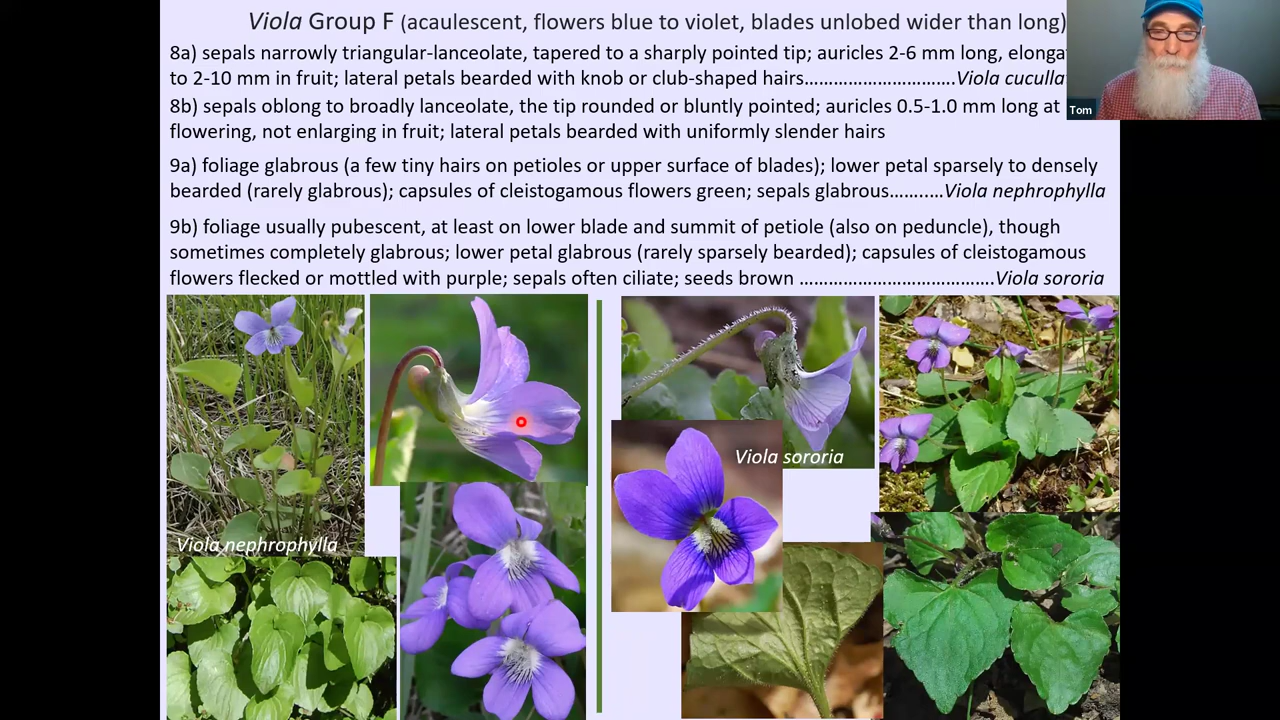 Viola Group F (acaulescent, flowers blue to violet, blades unlobed wider than long)
8a) sepals narrowly triangular-lanceolate, tapered to a sharply pointed tip; auricles 2-6 mm long,
to 2-10 mm in fruit; lateral petals bearded with knob or club-shaped hairs……………………Viola
8b) sepals oblong to broadly lanceolate, the tip rounded or bluntly pointed; auricles 0.5-1.0 mm long at
flowering, not enlarging in fruit; lateral petals bearded with uniformly slender hairs
9a) foliage glabrous (a few tiny hairs on petioles or upper surface of blades); lower petal sparsely to densely
bearded (rarely glabrous); capsules of cleistogamous flowers green; sepals glabrous……..…Viola nephrophylla
9b) foliage usually pubescent, at least on lower blade and summit of petiole (also on peduncle), though
sometimes completely glabrous; lower petal glabrous (rarely sparsely bearded); capsules of cleistogamous
flowers flecked or mottled with purple; sepals often ciliate; seeds brown ………………………………….Viola sororia
Viola sororia
Viola nephrophylla
Tom